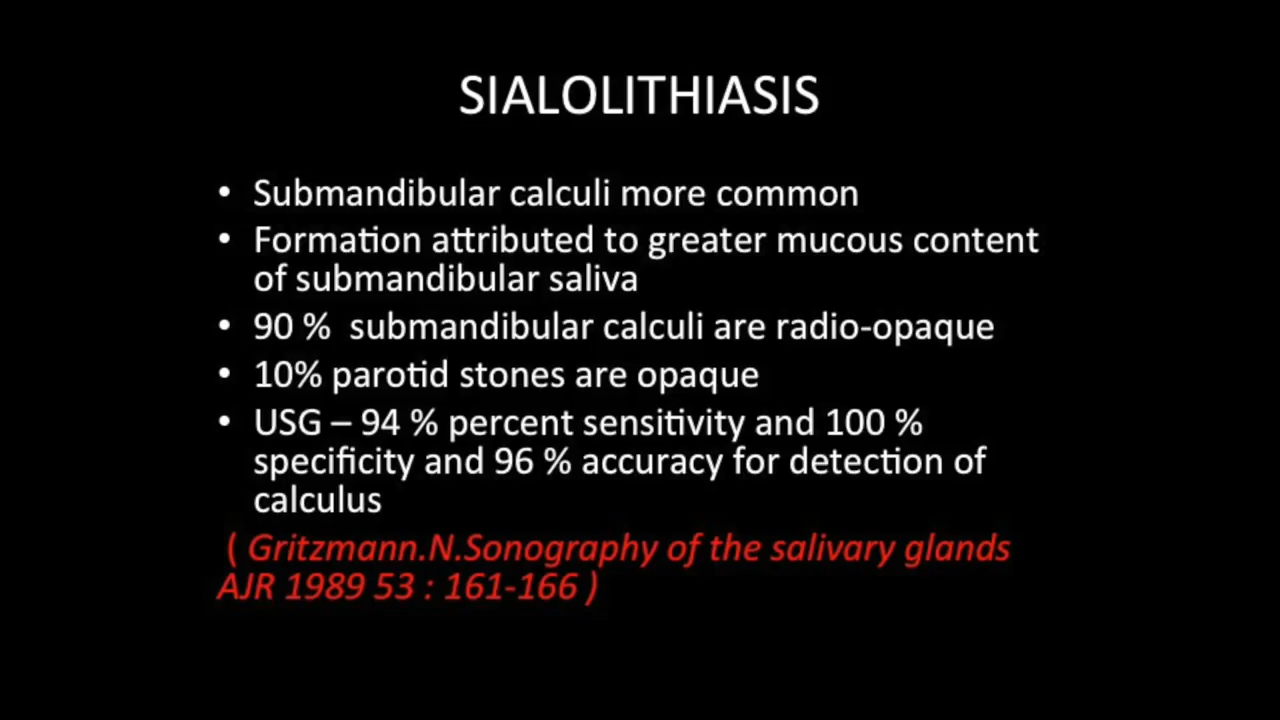 SIALOLITHIASIS
• Submandibular calculi more common
• Formation attributed to greater mucous content
of submandibular saliva
• 90 %  submandibular calculi are radio-opaque
• 10% parotid stones are opaque
• USG – 94 % percent sensitivity and 100 %
specificity and 96 % accuracy for detection of
calculus
( Gritzmann.N.Sonography of the salivary glands
AJR 1989 53 : 161-166 )